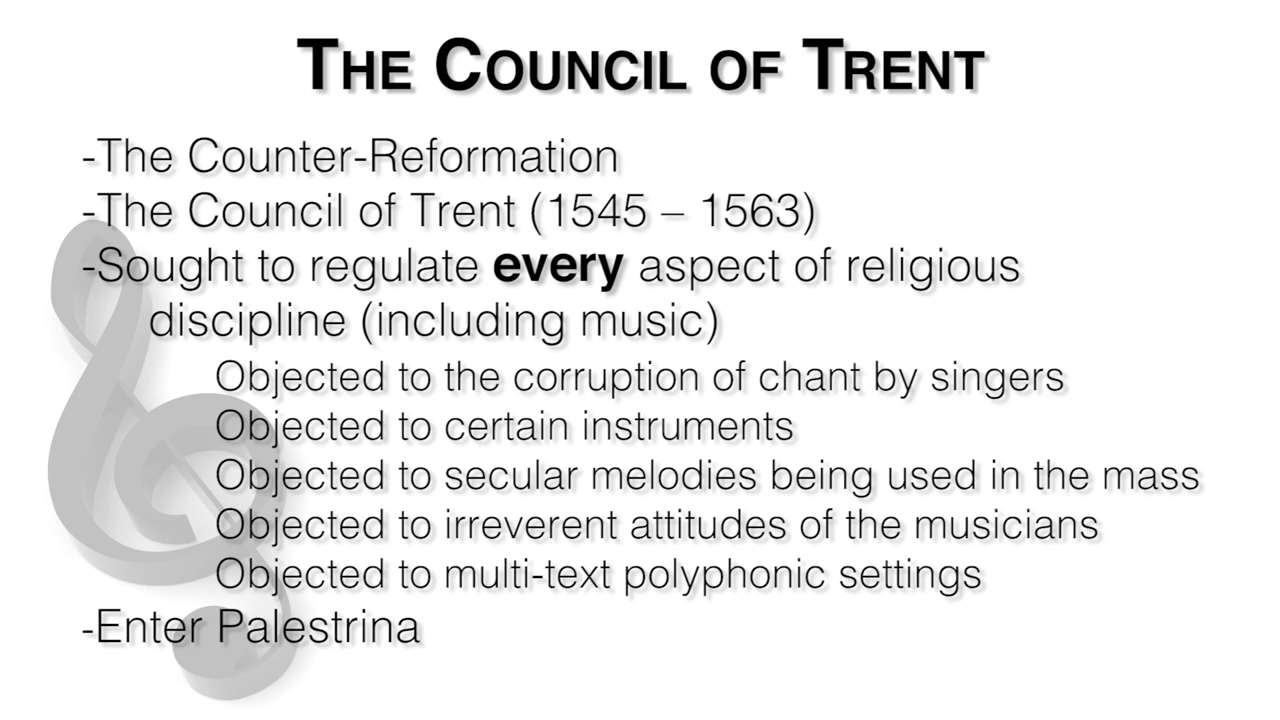 THE COUNCIL OF TRENT
-The Counter-Reformation
-The Council of Trent (1545 – 1563)
-Sought to regulate every aspect of religious
discipline (including music)
Objected to the corruption of chant by singers
Objected to certain instruments
Objected to secular melodies being used in the mass
Objected to irreverent attitudes of the musicians
Objected to multi-text polyphonic settings
-Enter Palestrina